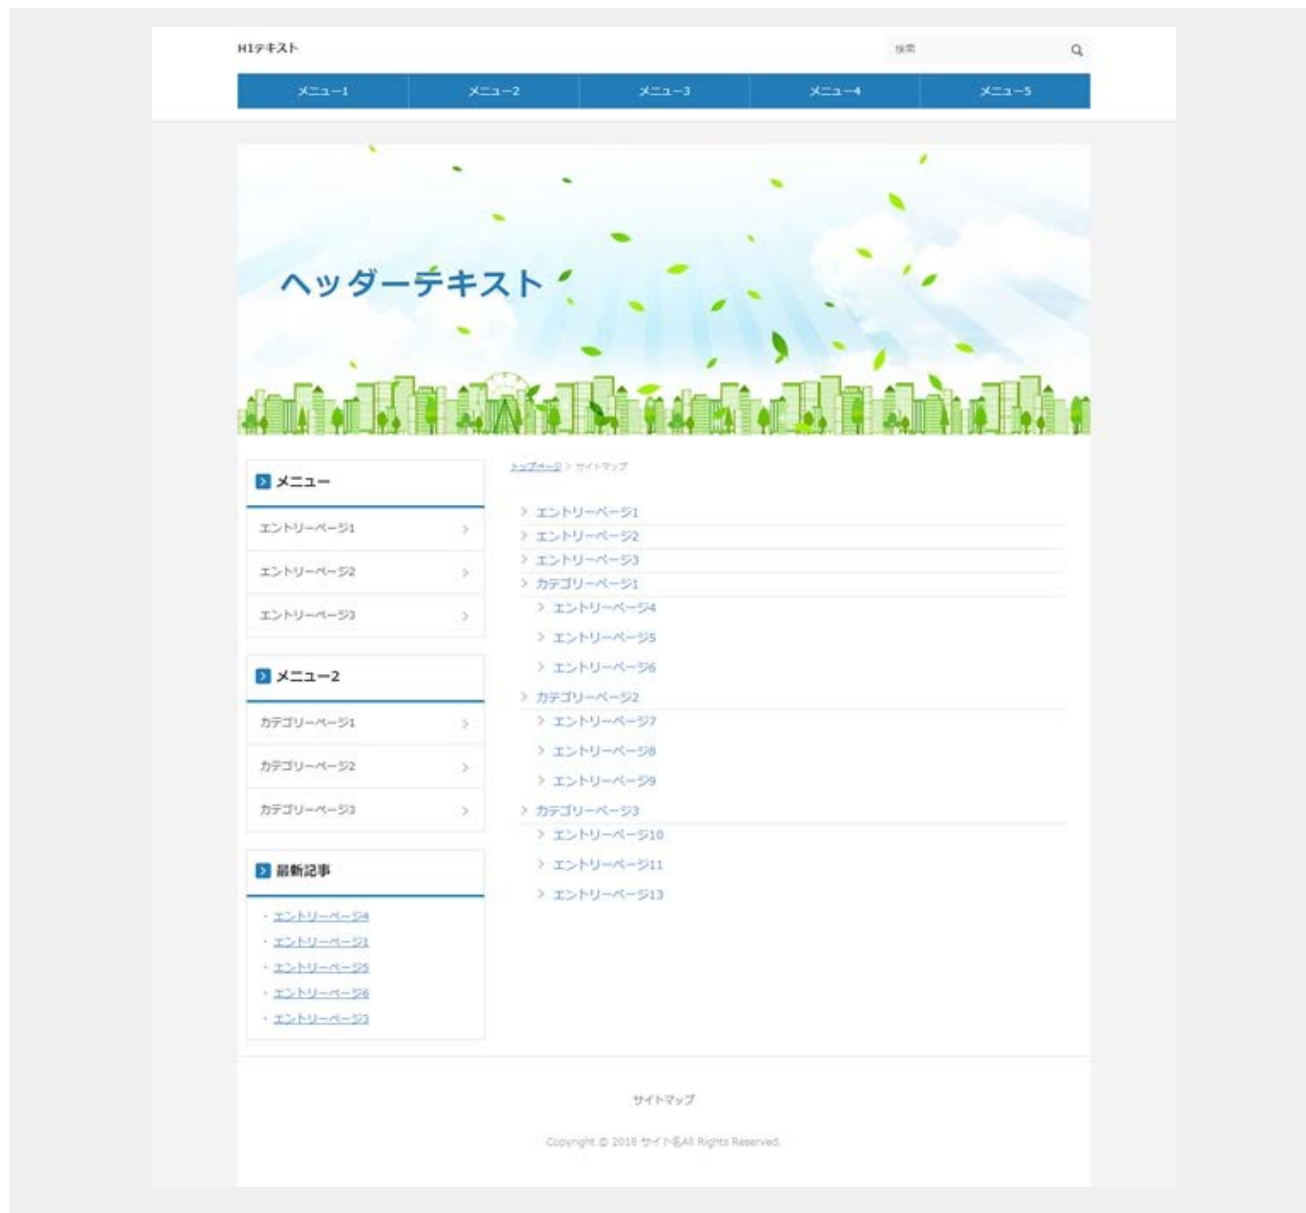 H1テキスト
検索
メニュー1 メニュー2 メニュー3 メニュー4 メニュー5
ヘッダーテキスト
メニュー
エントリーページ1
エントリーページ2
エントリーページ3
メニュー2
カテゴリーページ1
カテゴリーページ2
カテゴリーページ3
最新記事
・ エントリーページ4
・ エントリーページ1
・ エントリーページ5
・ エントリーページ6
・ エントリーページ3
トップページ > サイトマップ
> エントリーページ1
> エントリーページ2
> エントリーページ3
> カテゴリーページ1
> エントリーページ4
> エントリーページ5
> エントリーページ6
> カテゴリーページ2
> エントリーページ7
> エントリーページ8
> エントリーページ9
> カテゴリーページ3
> エントリーページ10
> エントリーページ11
> エントリーページ13
サイトマップ
Copyright © 2018 サイト名All Rights Reserved.